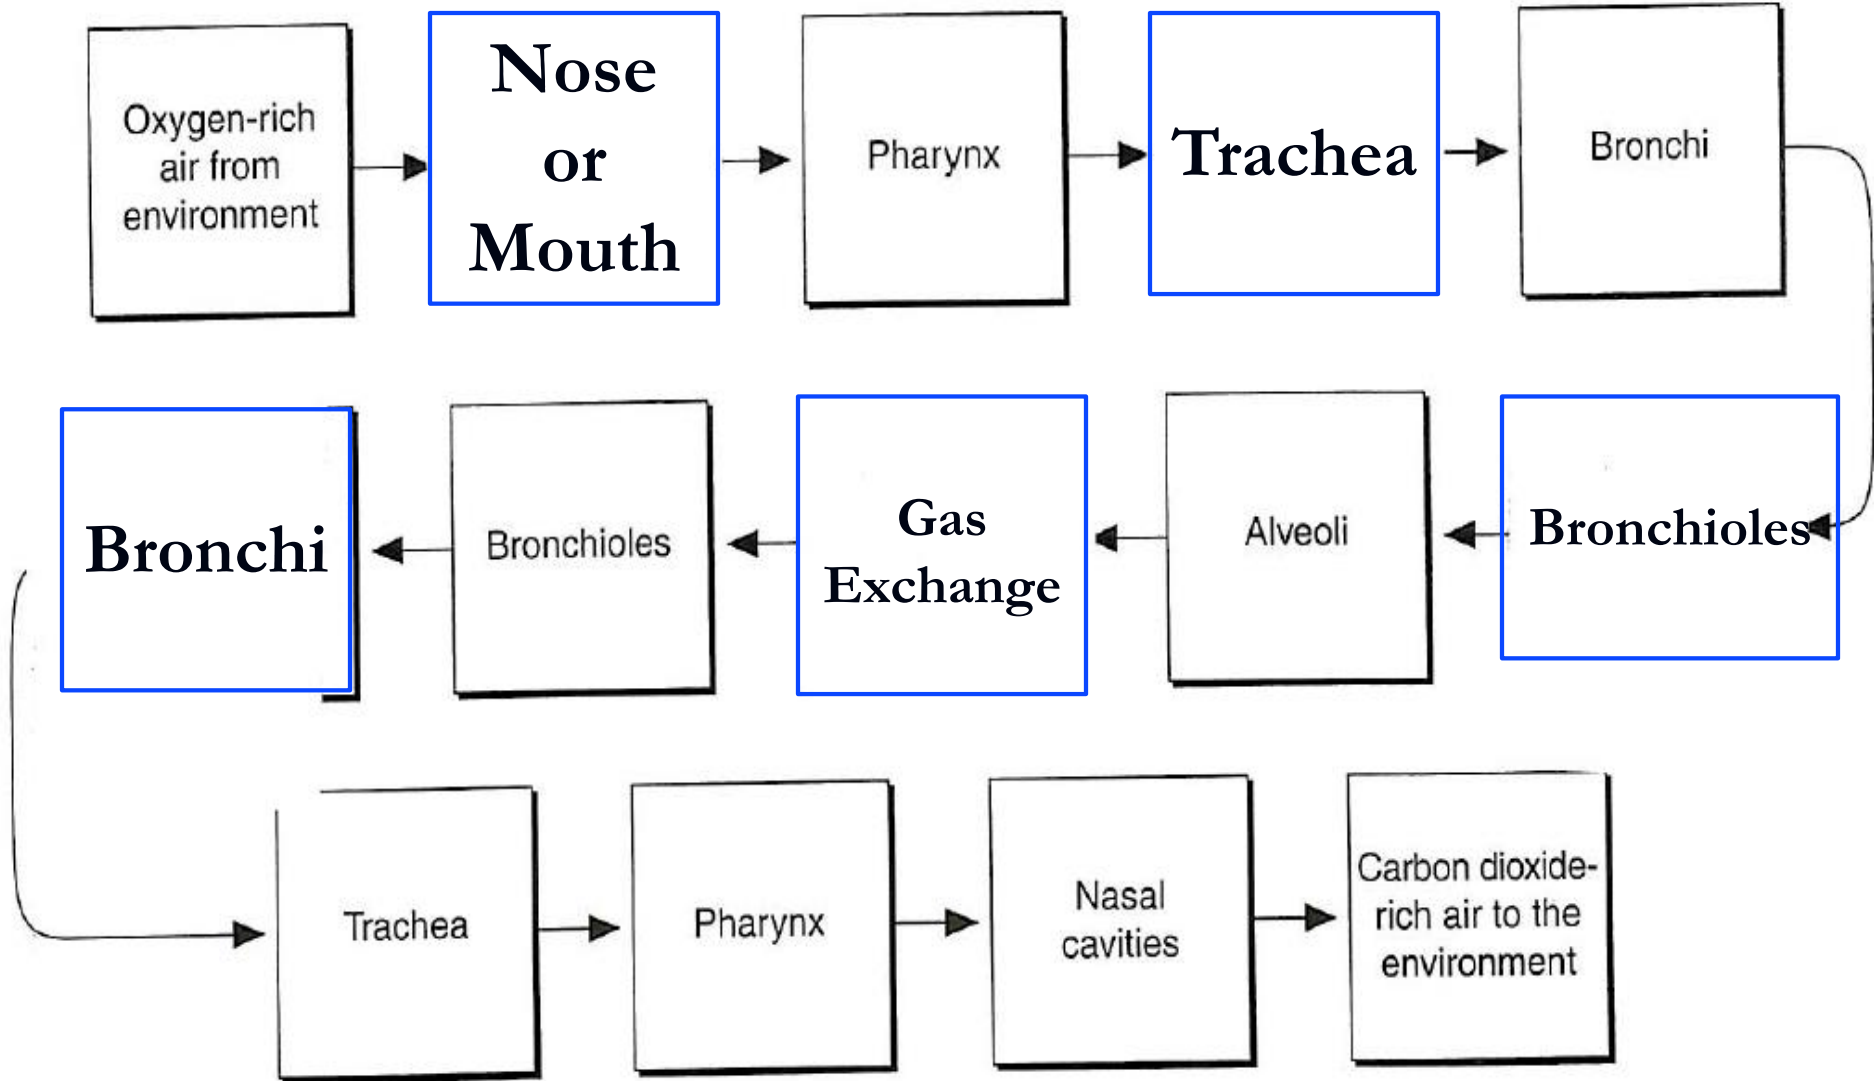 Oxygen-rich
air from
environment
Nose
or
Mouth
Pharynx
Trachea
Bronchi
Bronchi
Bronchioles
Gas
Exchange
Alveoli
Bronchioles
Trachea
Pharynx
Nasal
cavities
Carbon dioxide-
rich air to the
environment